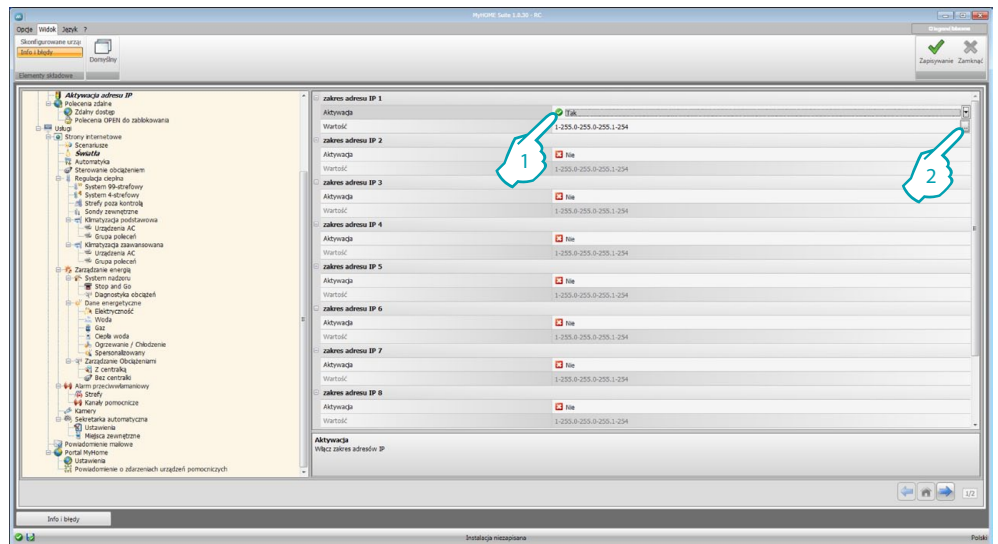 MyHOME Suite 1.0.30 - RC
Opcje Widok Język ?
Skonfigurowane urząd
Info i błędy
Domyślny
Elementy składowe
Zapisywanie Zamknąć
Aktywacja adresu IP
Polecenia zdalne
Zdalny dostęp
Polecenia OPEN do zablokowania
Usługi
Strony internetowe
Scenariusze
Światła
Automatyka
Sterowanie obciążeniem
Regulacja cieplna
System 99-strefowy
System 4-strefowy
Strefy poza kontrolą
Sondy zewnętrzne
Klimatyzacja podstawowa
Urządzenia AC
Grupa poleceń
Klimatyzacja zaawansowana
Urządzenia AC
Grupa poleceń
Zarządzanie energią
System nadzoru
Stop and Go
Diagnostyka obciążeń
Dane energetyczne
Elektryczność
Woda
Gaz
Ciepła woda
Ogrzewanie / Chłodzenie
Spersonalizowany
Zarządzanie Obciążeniami
Z centralką
Bez centralki
Alarm przeciwwłamaniowy
Strefy
Kanały pomocnicze
Kamery
Sekretarka automatyczna
Ustawienia
Miejsca zewnętrzne
Powiadomienie mailowe
Portal MyHome
Ustawienia
Powiadomienie o zdarzeniach urządzeń pomocniczych
zakres adresu IP 1
Aktywacja Tak
Wartość 1-255.0-255.0-255.1-254
1
2
zakres adresu IP 2
Aktywacja Nie
Wartość 1-255.0-255.0-255.1-254
zakres adresu IP 3
Aktywacja Nie
Wartość 1-255.0-255.0-255.1-254
zakres adresu IP 4
Aktywacja Nie
Wartość 1-255.0-255.0-255.1-254
zakres adresu IP 5
Aktywacja Nie
Wartość 1-255.0-255.0-255.1-254
zakres adresu IP 6
Aktywacja Nie
Wartość 1-255.0-255.0-255.1-254
zakres adresu IP 7
Aktywacja Nie
Wartość 1-255.0-255.0-255.1-254
zakres adresu IP 8
Aktywacja Nie
Wartość 1-255.0-255.0-255.1-254
Aktywacja
Włącz zakres adresów IP
1/2
Info i błędy
Instalacja niezapisana
Polski